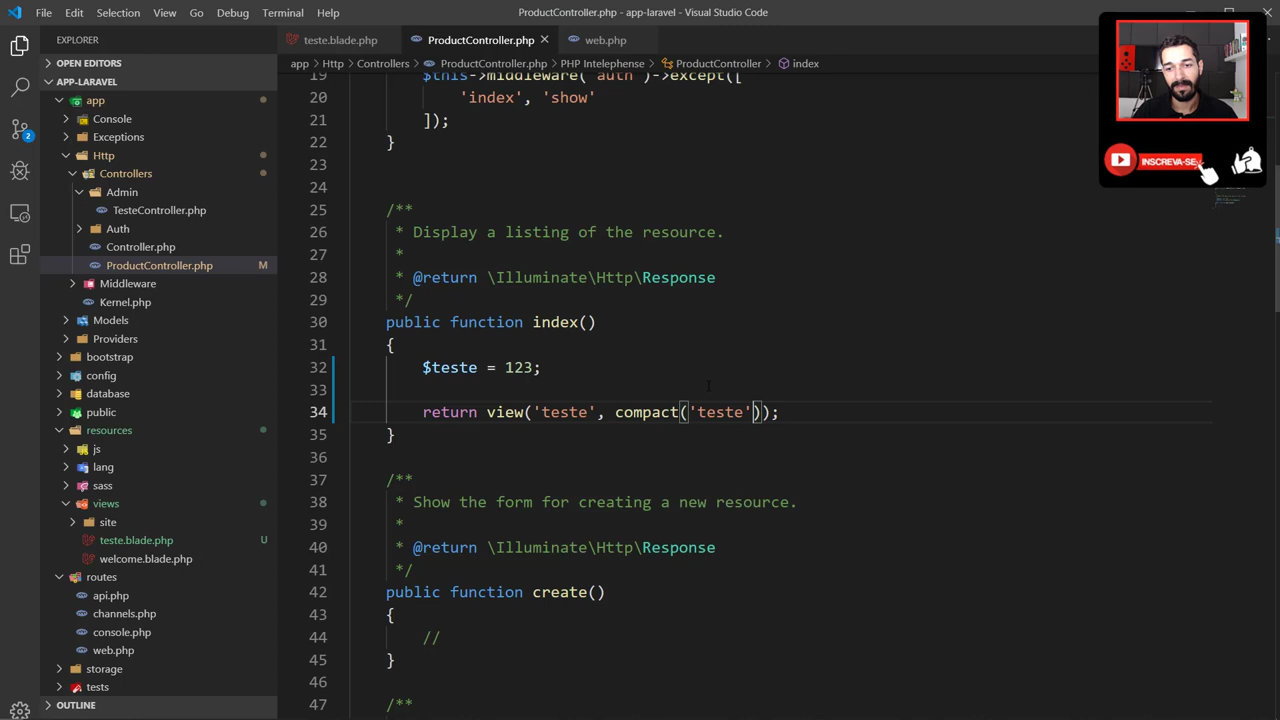 File Edit Selection View Go Debug Terminal Help
ProductController.php - app-laravel - Visual Studio Code
EXPLORER
OPEN EDITORS
APP-LARAVEL
app
Console
Exceptions
Http
Controllers
Admin
TesteController.php
Auth
Controller.php
ProductController.php M
Middleware
Kernel.php
Models
Providers
bootstrap
config
database
public
resources
js
lang
sass
views
site
teste.blade.php U
welcome.blade.php
routes
api.php
channels.php
console.php
web.php
storage
tests
OUTLINE
2
teste.blade.php ProductController.php web.php
app > Http > Controllers > ProductController.php > PHP Intelephense > ProductController > index
19 $this->middleware('auth')->except([
20 'index', 'show'
21 ]);
22 }
23
24
25 /**
26 * Display a listing of the resource.
27 *
28 * @return \Illuminate\Http\Response
29 */
30 public function index()
31 {
32 $teste = 123;
33
34 return view('teste', compact('teste'));
35 }
36
37 /**
38 * Show the form for creating a new resource.
39 *
40 * @return \Illuminate\Http\Response
41 */
42 public function create()
43 {
44 //
45 }
46
47 /**
INSCREVA-SE